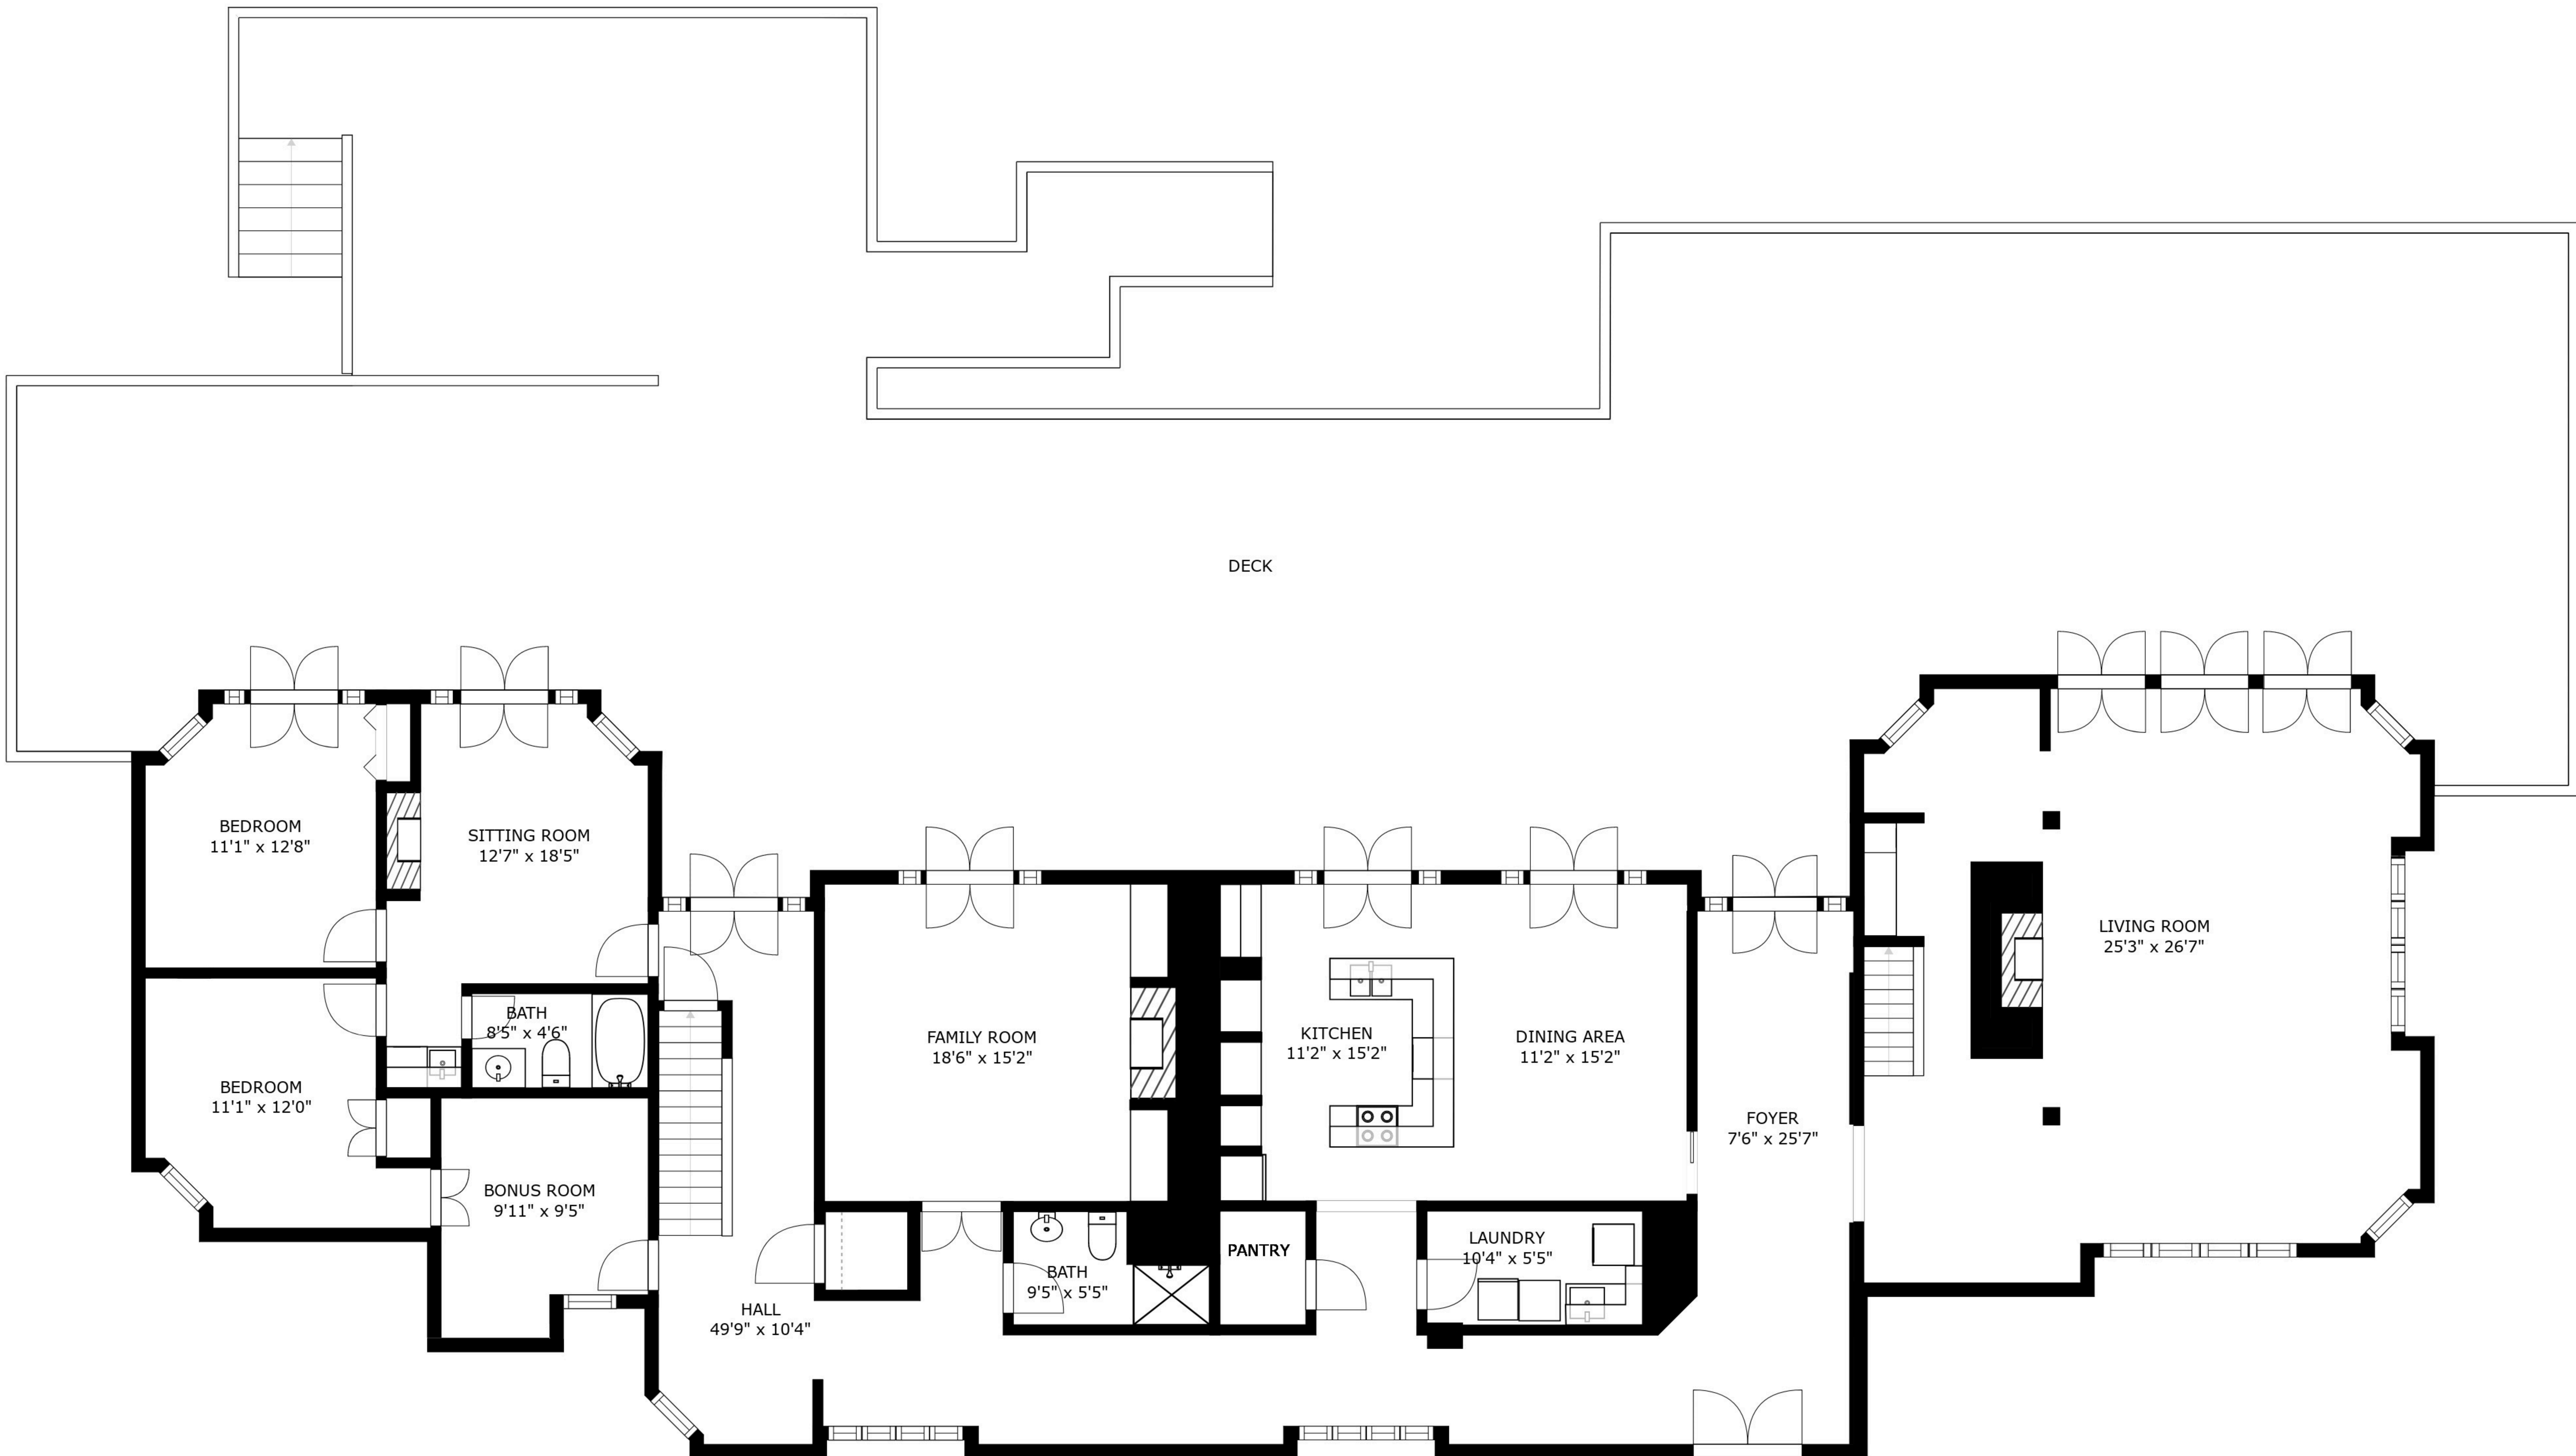 DECK
BEDROOM
11'1" x 12'8"
SITTING ROOM
12'7" x 18'5"
LIVING ROOM
25'3" x 26'7"
BATH
8'5" x 4'6"
FAMILY ROOM
18'6" x 15'2"
KITCHEN
11'2" x 15'2"
DINING AREA
11'2" x 15'2"
BEDROOM
11'1" x 12'0"
FOYER
7'6" x 25'7"
BONUS ROOM
9'11" x 9'5"
PANTRY
LAUNDRY
10'4" x 5'5"
BATH
9'5" x 5'5"
HALL
49'9" x 10'4"